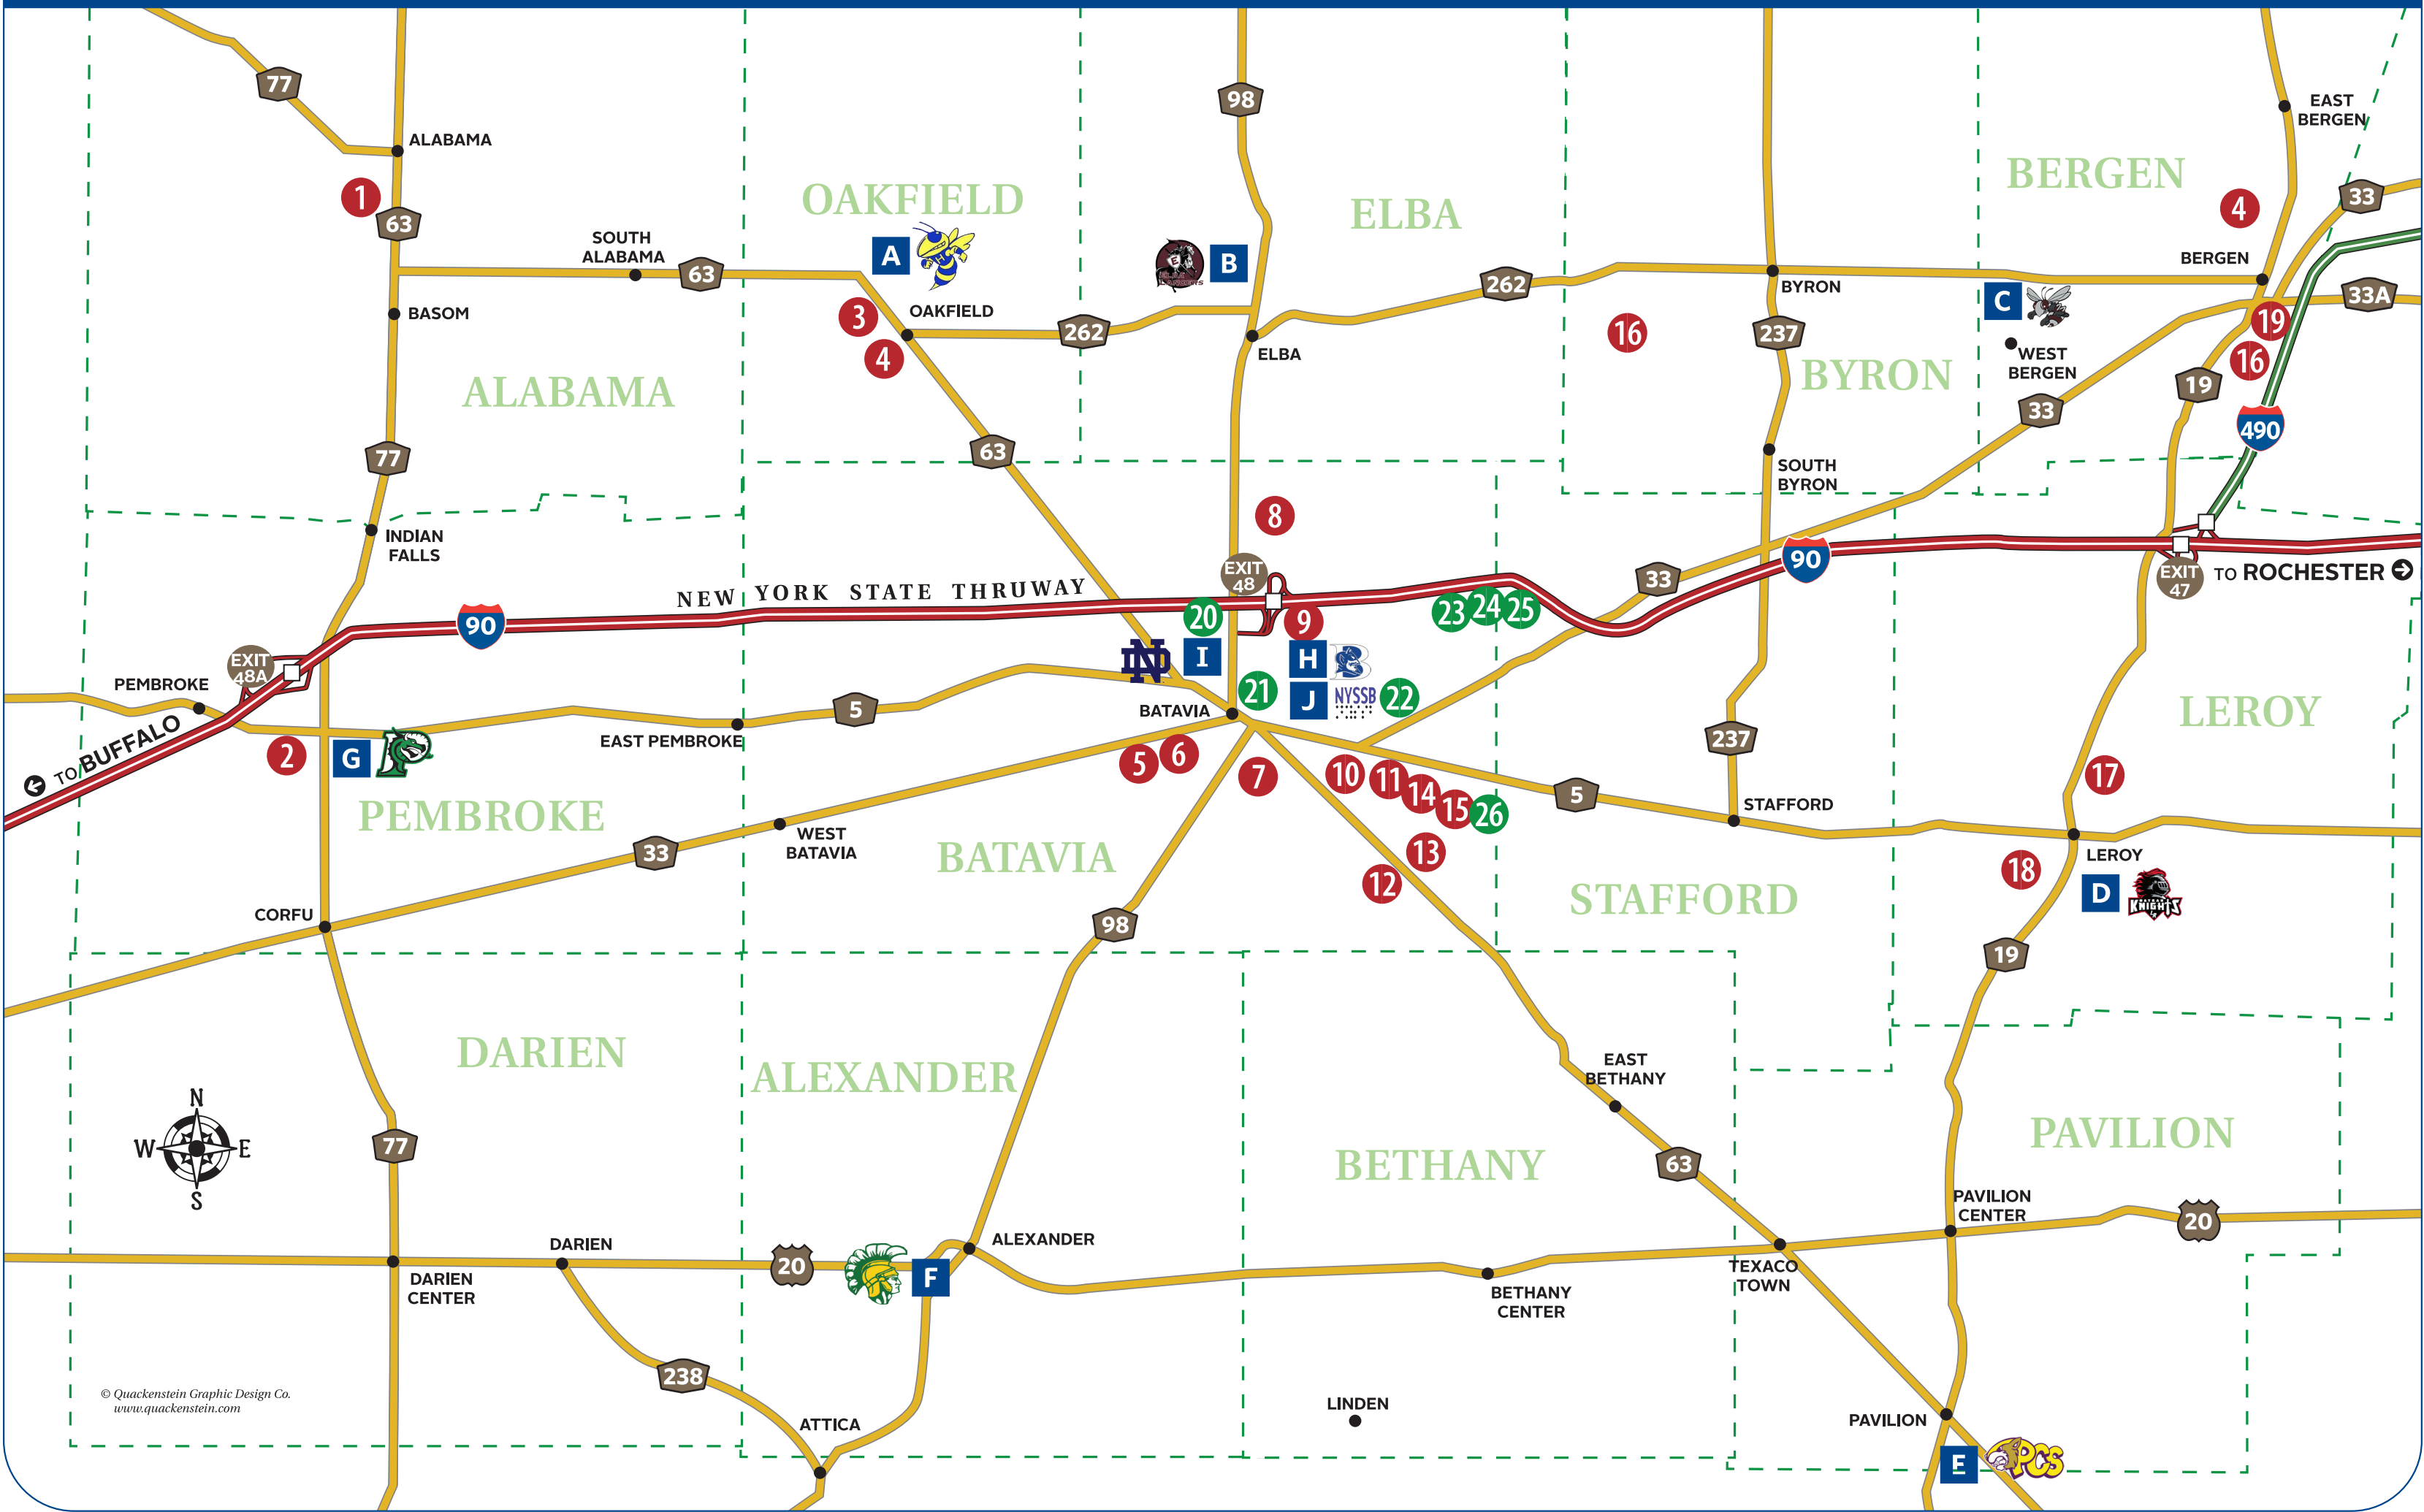 77
ALABAMA
1
63
BASOM
SOUTH
ALABAMA
63
OAKFIELD
A
H
3
OAKFIELD
4
262
ALABAMA
77
63
INDIAN
FALLS
98
ELBA
E
B
262
ELBA
16
BYRON
237
BYRON
SOUTH
BYRON
BERGEN
EAST
BERGEN
4
33
BERGEN
33A
C
WEST
BERGEN
19
16
19
33
490
8
EXIT
48
NEW YORK STATE THRUWAY
90
20
9
23
24
25
33
90
EXIT
47
TO ROCHESTER
EXIT
48A
PEMBROKE
TO BUFFALO
2
G
P
EAST PEMBROKE
5
ND
I
H
B
J
NYSSB
21
22
BATAVIA
5
6
7
10
11
14
15
26
13
12
5
237
STAFFORD
LEROY
17
LEROY
18
D
KNIGHTS
PEMBROKE
33
WEST
BATAVIA
BATAVIA
98
STAFFORD
19
CORFU
DARIEN
ALEXANDER
N
W
E
S
77
EAST
BETHANY
BETHANY
63
PAVILION
PAVILION
CENTER
20
DARIEN
DARIEN
CENTER
20
F
ALEXANDER
BETHANY
CENTER
TEXACO
TOWN
238
ATTICA
LINDEN
PAVILION
E
PCS
© Quackenstein Graphic Design Co.
www.quackenstein.com